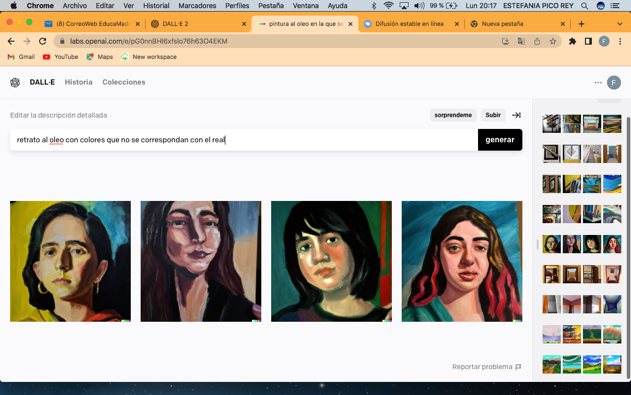 Chrome Archivo Editar Ver Historial Marcadores Perfiles Pestaña Ventana Ayuda 99 % Lun 20:17 ESTEFANIA PICO REY
(8) CorreoWeb EducaMad DALL·E 2 pintura al oleo en la que se Difusión estable en línea Nueva pestaña
labs.openai.com/e/pG0nnBHl6xfslo76h63O4EKM
F
Gmail YouTube Maps New workspace
DALL·E Historia Colecciones F
Editar la descripción detallada sorprendeme Subir
retrato al oleo con colores que no se correspondan con el real generar
Reportar problema